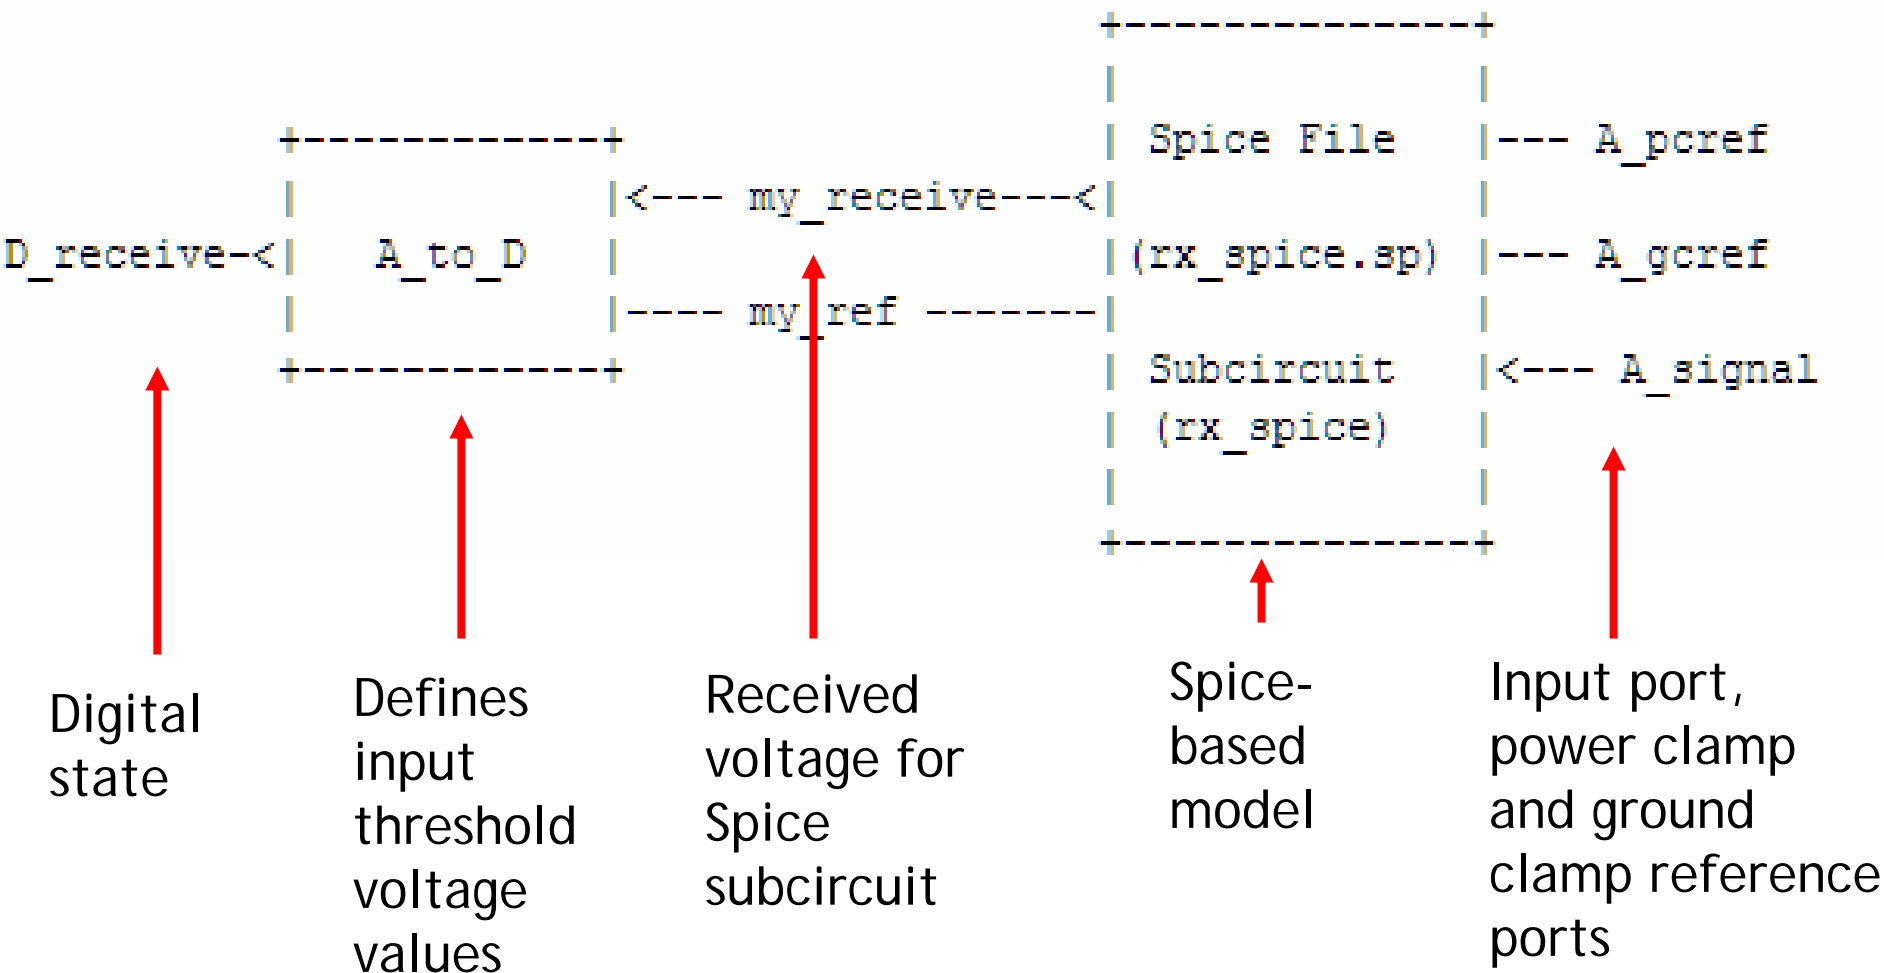 Spice File --- A_pcref
<--- my_receive---<
D_receive-< A_to_D (rx_spice.sp) --- A_gcref
---- my_ref -------
Subcircuit <--- A_signal
(rx_spice)
Digital
state
Defines
input
threshold
voltage
values
Received
voltage for
Spice
subcircuit
Spice-
based
model
Input port,
power clamp
and ground
clamp reference
ports